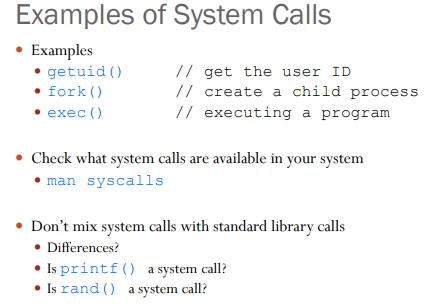 Examples of System Calls
• Examples
• getuid() // get the user ID
• fork() // create a child process
• exec() // executing a program
• Check what system calls are available in your system
• man syscalls
• Don't mix system calls with standard library calls
• Differences?
• Is printf() a system call?
• Is rand() a system call?